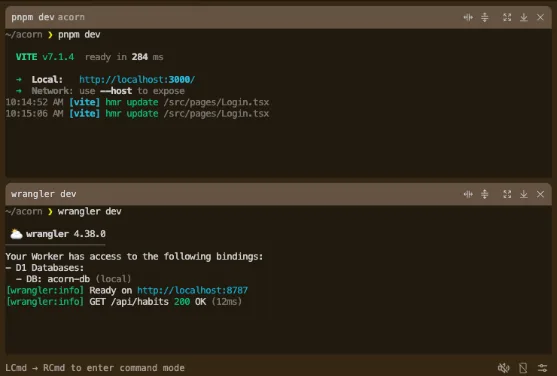 pnpm dev acorn
~/acorn ❯ pnpm dev
VITE v7.1.4 ready in 284 ms
➜ Local: http://localhost:3000/
➜ Network: use --host to expose
10:14:52 AM [vite] hmr update /src/pages/Login.tsx
10:15:06 AM [vite] hmr update /src/pages/Login.tsx
wrangler dev
~/acorn ❯ wrangler dev
⛅ wrangler 4.38.0
Your Worker has access to the following bindings:
- D1 Databases:
- DB: acorn-db (local)
[wrangler:info] Ready on http://localhost:8787
[wrangler:info] GET /api/habits 200 OK (12ms)
LCmd → RCmd to enter command mode